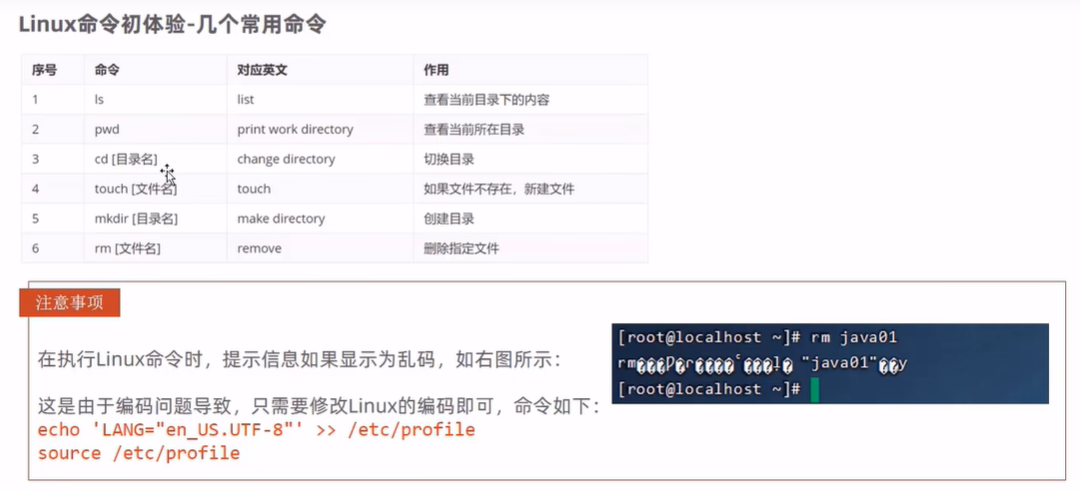 Linux命令初体验-几个常用命令
序号 命令 对应英文 作用
1 ls list 查看当前目录下的内容
2 pwd print work directory 查看当前所在目录
3 cd [目录名] change directory 切换目录
4 touch [文件名] touch 如果文件不存在，新建文件
5 mkdir [目录名] make directory 创建目录
6 rm [文件名] remove 删除指定文件
注意事项
在执行Linux命令时，提示信息如果显示为乱码，如右图所示：
[root@localhost ~]# rm java01
"java01"
[root@localhost ~]#
这是由于编码问题导致，只需要修改Linux的编码即可，命令如下：
echo 'LANG="en_US.UTF-8"' >> /etc/profile
source /etc/profile